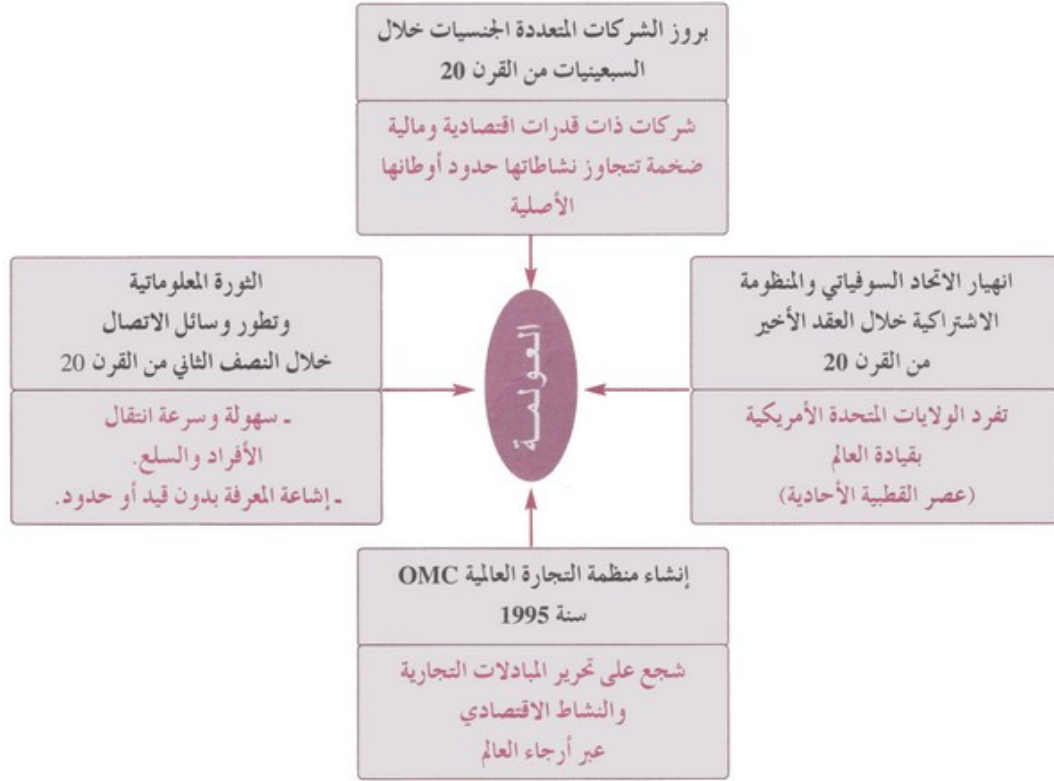 بروز الشركات المتعددة الجنسيات خلال
السبعينيات من القرن 20
شركات ذات قدرات اقتصادية ومالية
ضخمة تتجاوز نشاطاتها حدود أوطانها
الأصلية
انهيار الاتحاد السوفياتي والمنظومة
الاشتراكية خلال العقد الأخير
من القرن 20
تفرد الولايات المتحدة الأمريكية
بقيادة العالم
(عصر القطبية الأحادية)
العولمة
الثورة المعلوماتية
وتطور وسائل الاتصال
خلال النصف الثاني من القرن 20
ـ سهولة وسرعة انتقال
الأفراد والسلع.
ـ إشاعة المعرفة بدون قيد أو حدود.
إنشاء منظمة التجارة العالمية OMC
سنة 1995
شجع على تحرير المبادلات التجارية
والنشاط الاقتصادي
عبر أرجاء العالم